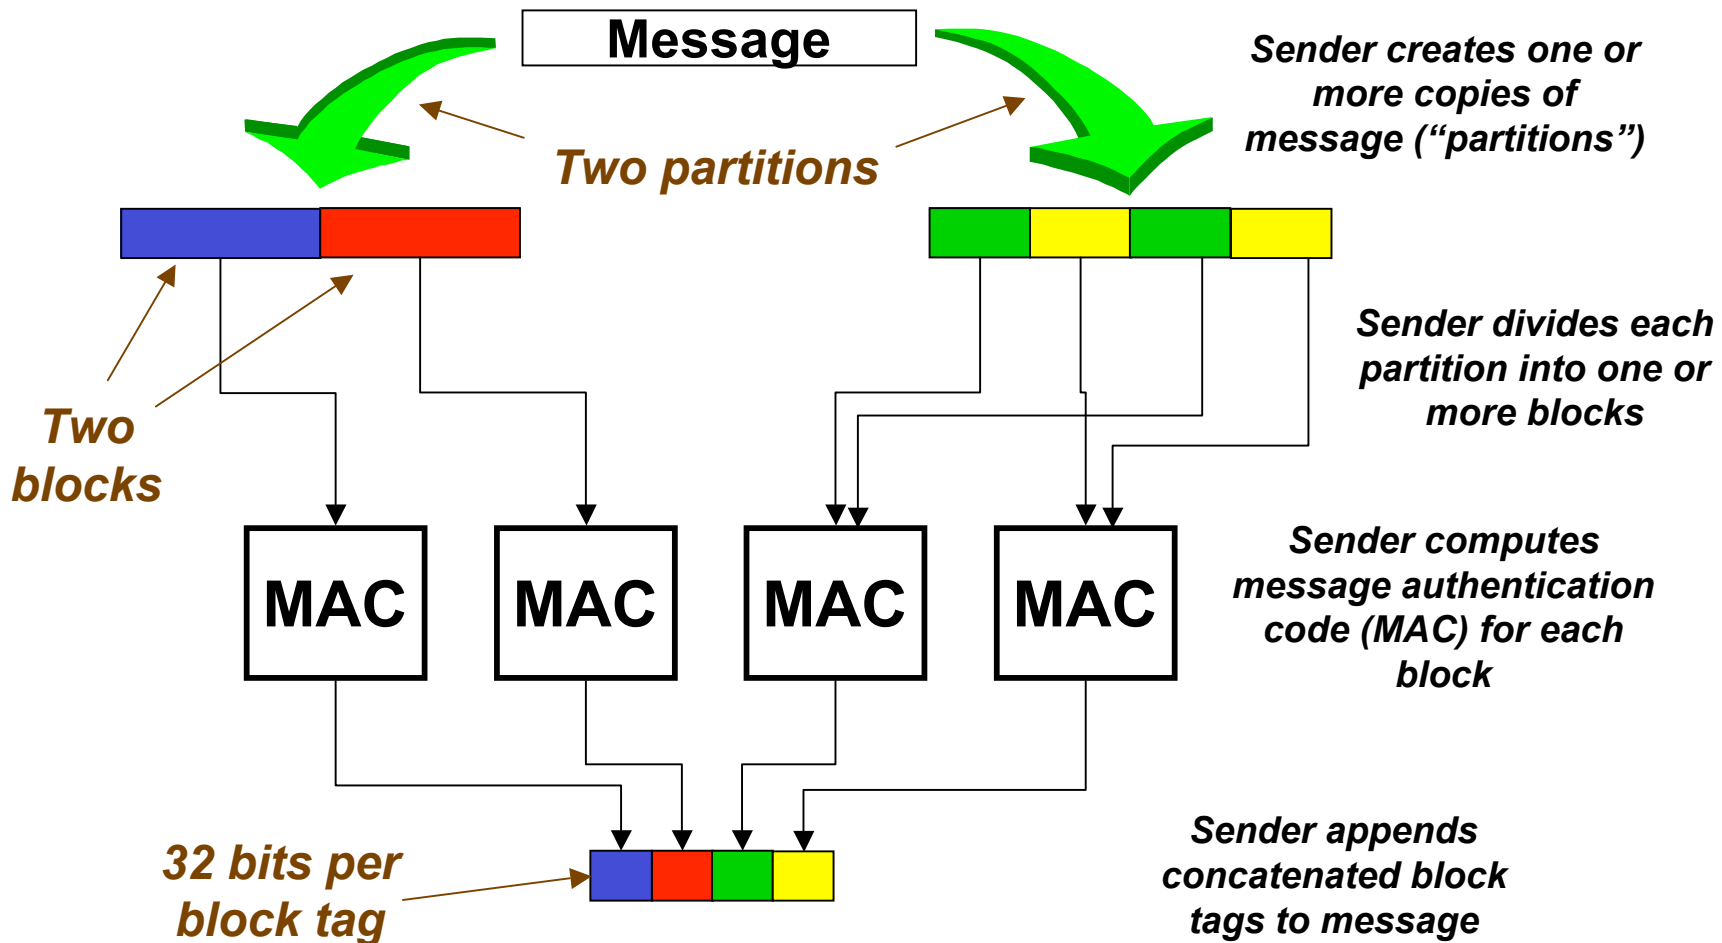 Message
Sender creates one or
more copies of
message (“partitions”)
Two partitions
Sender divides each
partition into one or
more blocks
Two
blocks
MAC
MAC
MAC
MAC
Sender computes
message authentication
code (MAC) for each
block
32 bits per
block tag
Sender appends
concatenated block
tags to message